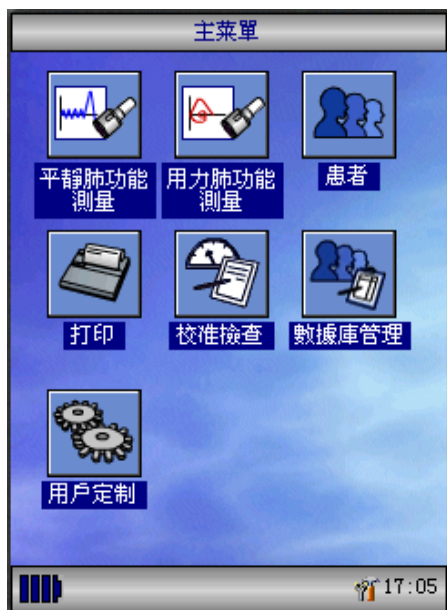 主菜單
平靜肺功能
測量
用力肺功能
測量
患者
打印
校准檢查
數據庫管理
用戶定制
17:05